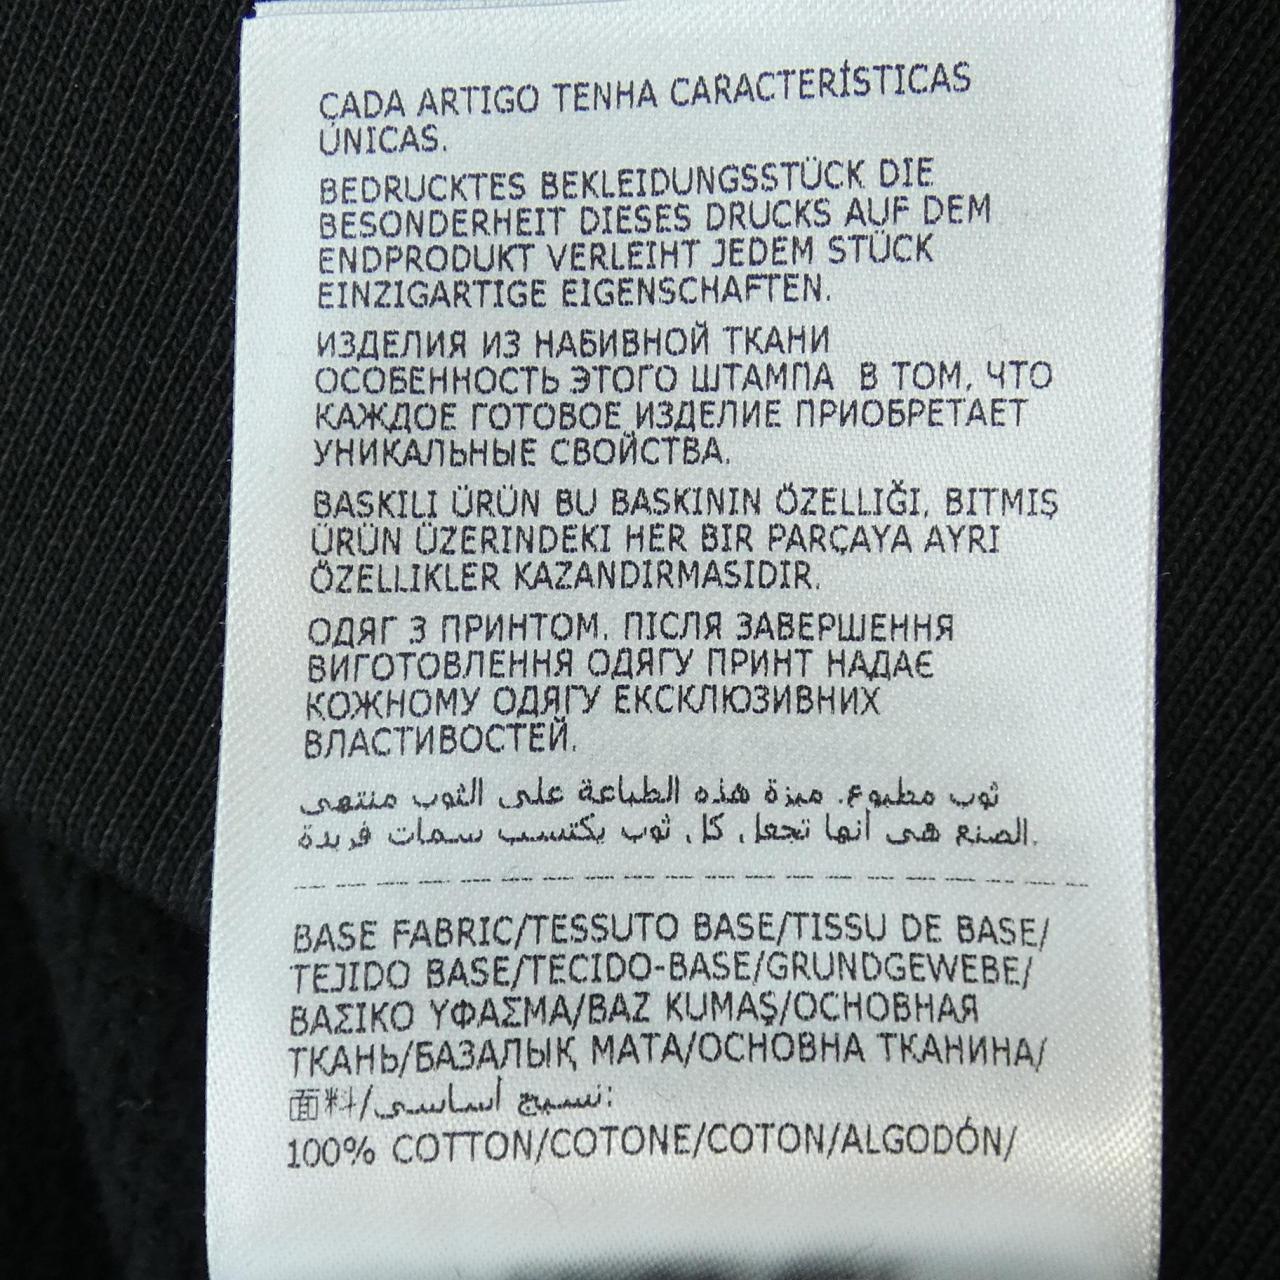 CADA ARTIGO TENHA CARACTERÍSTICAS
ÚNICAS.
BEDRUCKTES BEKLEIDUNGSSTÜCK DIE
BESONDERHEIT DIESES DRUCKS AUF DEM
ENDPRODUKT VERLEIHT JEDEM STÜCK
EINZIGARTIGE EIGENSCHAFTEN.
ИЗДЕЛИЯ ИЗ НАБИВНОЙ ТКАНИ
ОСОБЕННОСТЬ ЭТОГО ШТАМПА В ТОМ, ЧТО
КАЖДОЕ ГОТОВОЕ ИЗДЕЛИЕ ПРИОБРЕТАЕТ
УНИКАЛЬНЫЕ СВОЙСТВА.
BASKILI ÜRÜN BU BASKININ ÖZELLIĞI, BITMIŞ
ÜRÜN ÜZERINDEKI HER BIR PARÇAYA AYRI
ÖZELLIKLER KAZANDIRMASIDIR.
ОДЯГ З ПРИНТОМ. ПІСЛЯ ЗАВЕРШЕННЯ
ВИГОТОВЛЕННЯ ОДЯГУ ПРИНТ НАДАЄ
КОЖНОМУ ОДЯГУ ЕКСКЛЮЗИВНИХ
ВЛАСТИВОСТЕЙ.
ثوب مطبوع. ميزة هذه الطباعة على الثوب منتهى
الصنع هى أنها تجعل، كل، ثوب يكتسب سمات فريدة.
BASE FABRIC/TESSUTO BASE/TISSU DE BASE/
TEJIDO BASE/TECIDO-BASE/GRUNDGEWEBE/
ΒΑΣΙΚΟ ΥΦΑΣΜΑ/BAZ KUMAŞ/ОСНОВНАЯ
ТКАНЬ/БАЗАЛЫҚ МАТА/ОСНОВНА ТКАНИНА/
面料/نسيج أساسى:
100% COTTON/COTONE/COTON/ALGODÓN/